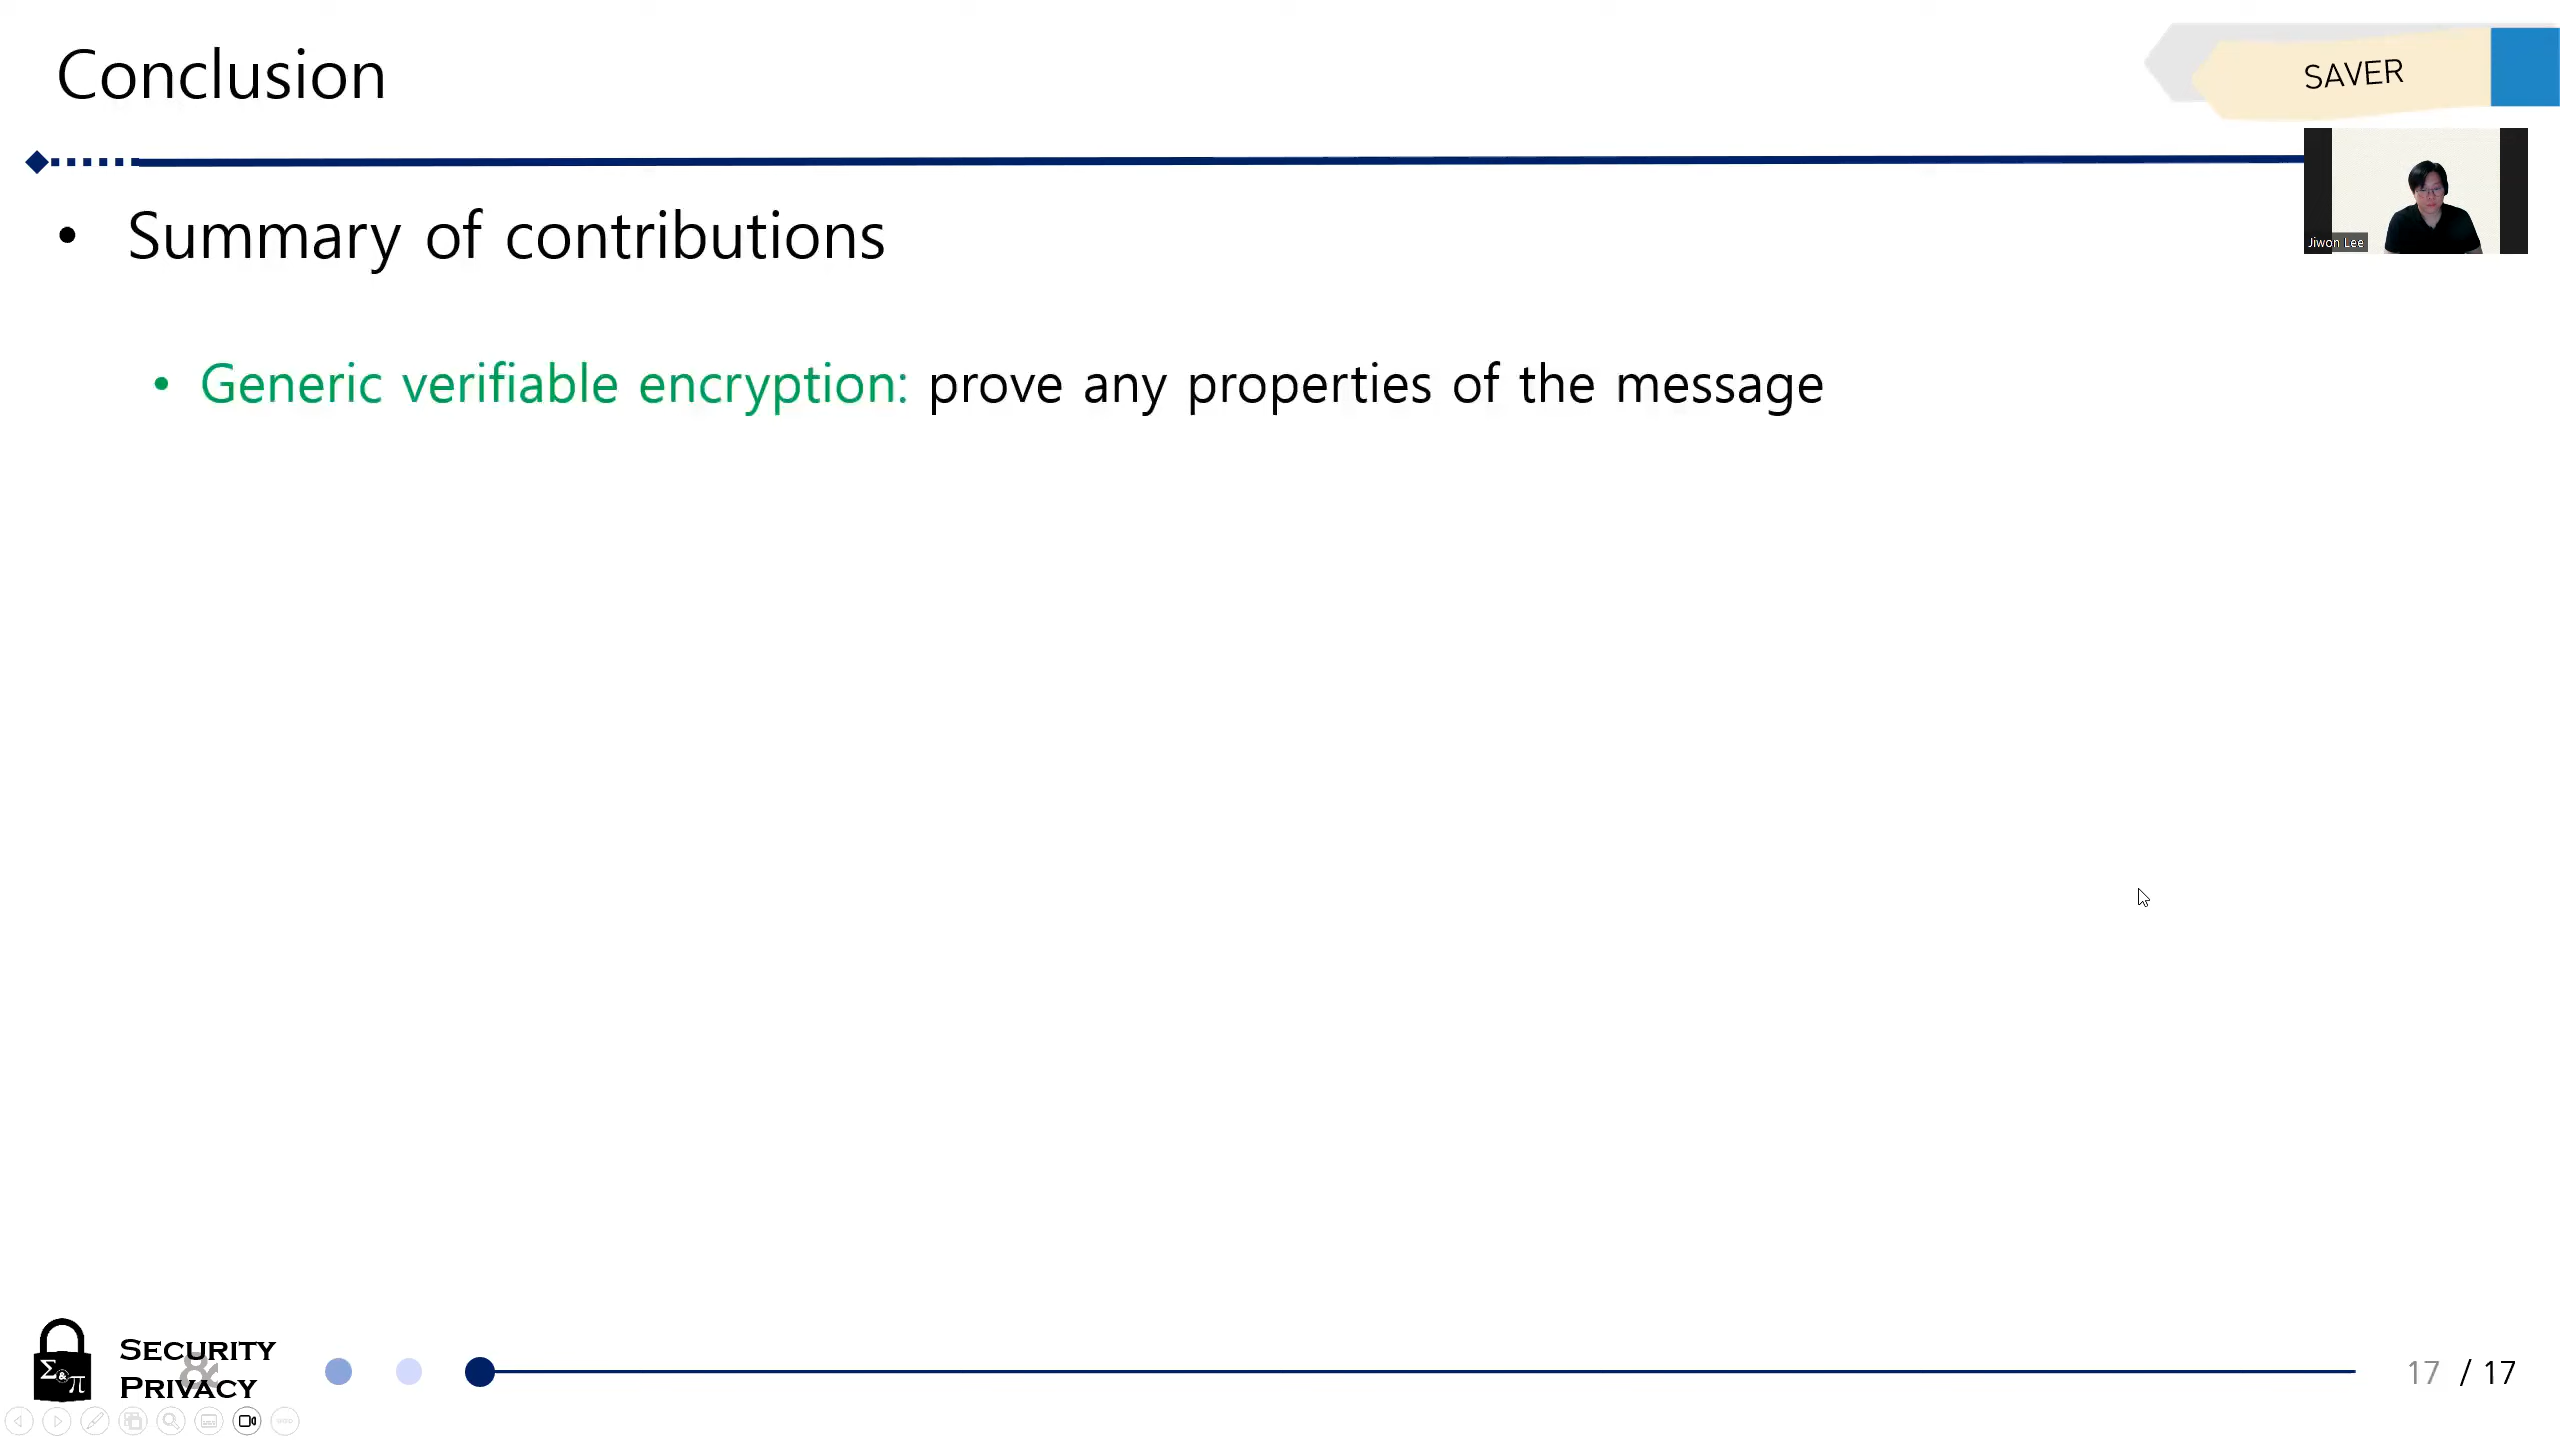 Conclusion
SAVER
Jiwon Lee
• Summary of contributions
• Generic verifiable encryption: prove any properties of the message
Σ&π
SECURITY
&
PRIVACY
17 / 17